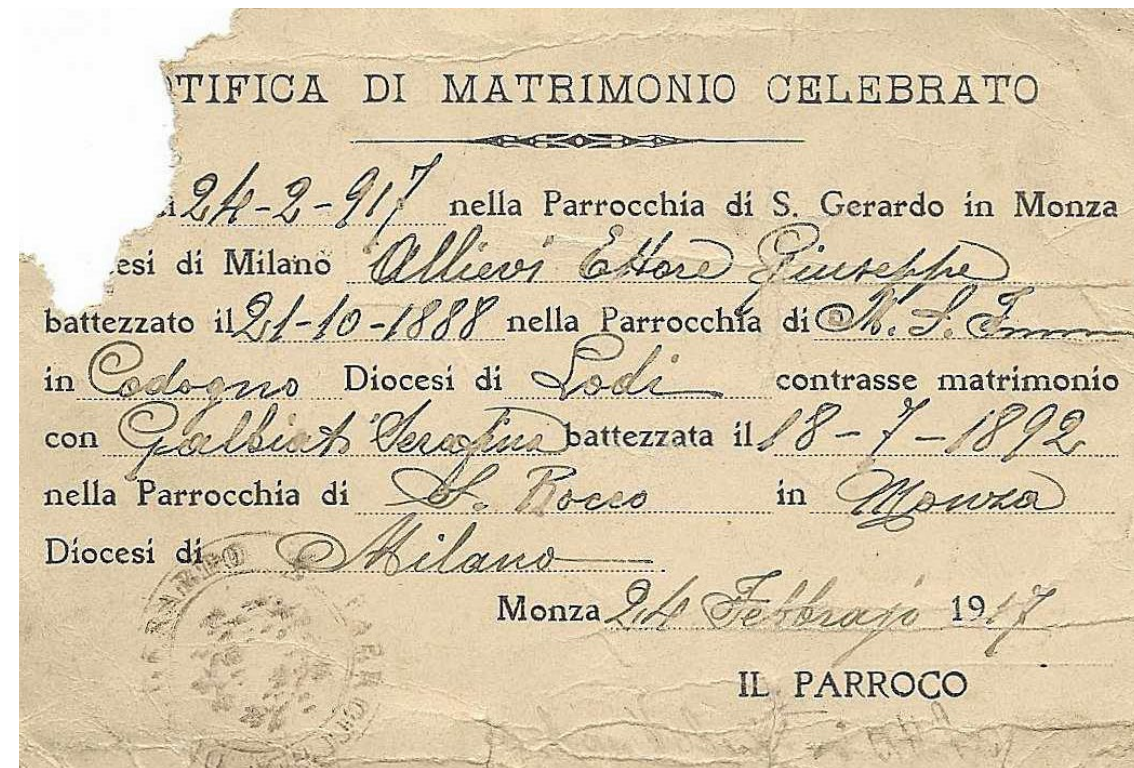 TIFICA DI MATRIMONIO CELEBRATO
24-2-917 nella Parrocchia di S. Gerardo in Monza
esi di Milano Allievi Ettore Giuseppe
battezzato il 21-10-1888 nella Parrocchia di
in Codogno Diocesi di Lodi contrasse matrimonio
con Galbiati Serafina battezzata il 18-7-1892
nella Parrocchia di S. Rocco in Monza
Diocesi di Milano
Monza 24 Febbrajo 1917
IL PARROCO